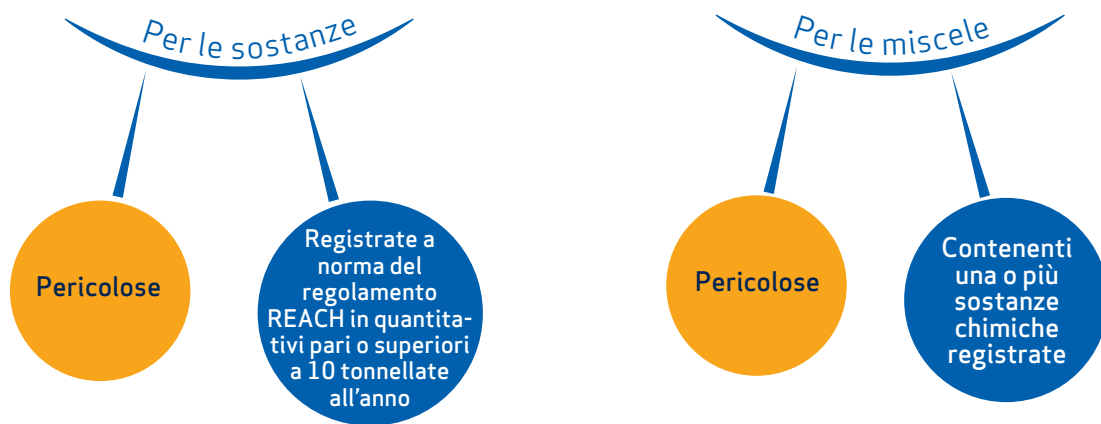 Per le sostanze
Pericolose
Registrate a
norma del
regolamento
REACH in quantita-
tivi pari o superiori
a 10 tonnellate
all'anno
Per le miscele
Pericolose
Contenenti
una o più
sostanze
chimiche
registrate